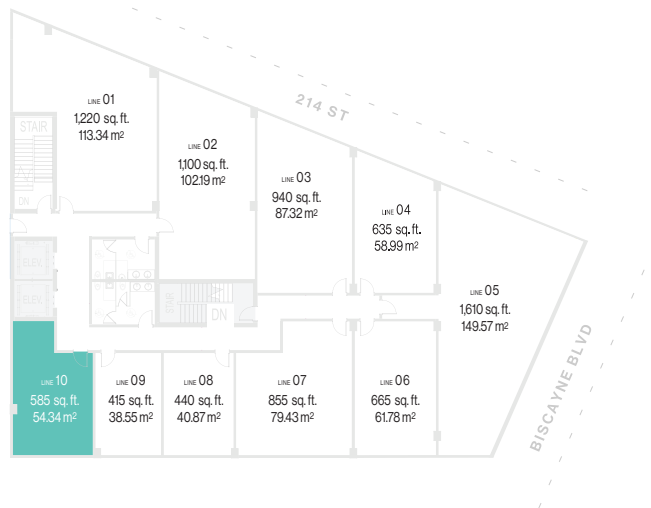 LINE 01
1,220 sq. ft.
113.34 m²
214 ST
STAIR
DN
LINE 02
1,100 sq. ft.
102.19 m²
LINE 03
940 sq. ft.
87.32 m²
LINE 04
635 sq. ft.
58.99 m²
ELEV.
ELEV.
STAIR
DN
LINE 05
1,610 sq. ft.
149.57 m²
BISCAYNE BLVD
LINE 10
585 sq. ft.
54.34 m²
LINE 09
415 sq. ft.
38.55 m²
LINE 08
440 sq. ft.
40.87 m²
LINE 07
855 sq. ft.
79.43 m²
LINE 06
665 sq. ft.
61.78 m²